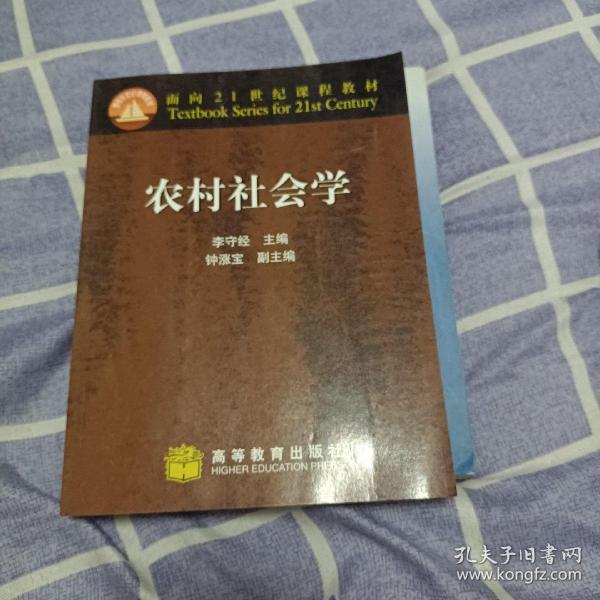 面向21世纪课程教材
Textbook Series for 21st Century
农村社会学
李守经 主编
钟涨宝 副主编
高等教育出版社
HIGHER EDUCATION PRESS
孔夫子旧书网
www.kongfz.com